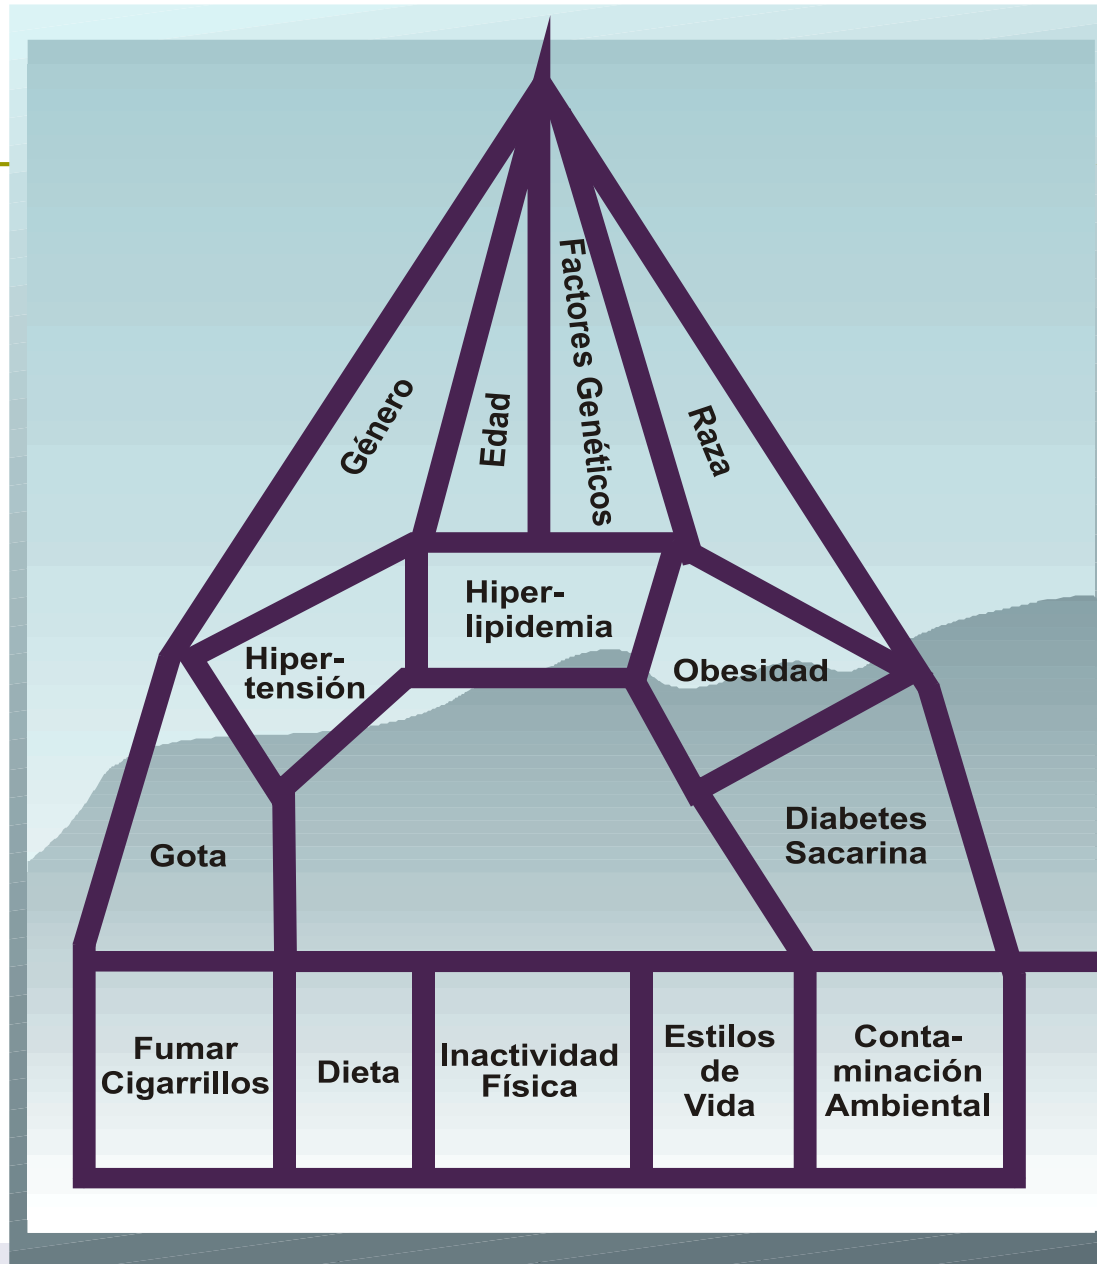 Género
Edad
Factores Genéticos
Raza
Hiper-
lipidemia
Hiper-
tensión
Obesidad
Gota
Diabetes
Sacarina
Fumar
Cigarrillos
Dieta
Inactividad
Física
Estilos
de
Vida
Conta-
minación
Ambiental